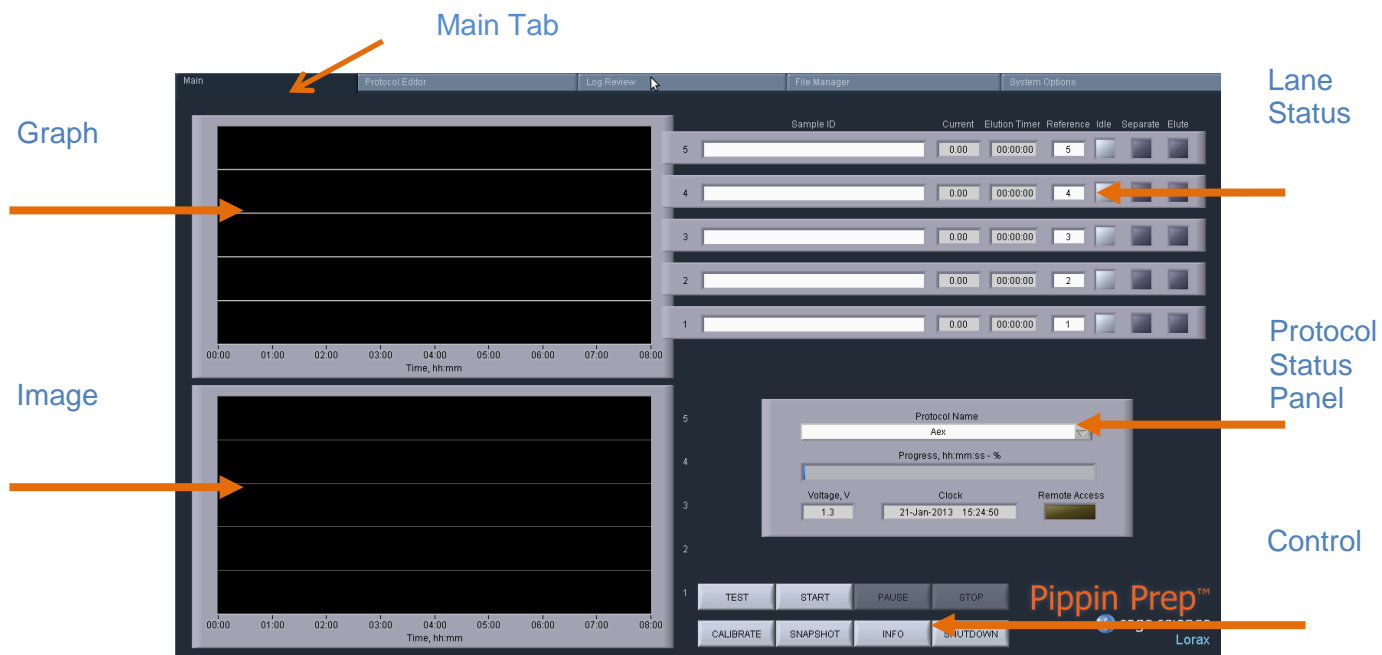 Main Tab
Main Protocol Editor Log Review File Manager System Options
Lane
Status
Graph
Sample ID Current Elution Timer Reference Idle Separate Elute
5 0.00 00:00:00 5
4 0.00 00:00:00 4
3 0.00 00:00:00 3
2 0.00 00:00:00 2
1 0.00 00:00:00 1
00:00 01:00 02:00 03:00 04:00 05:00 06:00 07:00 08:00
Time, hh:mm
Protocol
Status
Panel
Image
5
4
3
2
1
Protocol Name
Aex
Progress, hh:mm:ss - %
Voltage, V Clock Remote Access
1.3 21-Jan-2013 15:24:50
Control
TEST START PAUSE STOP
Pippin Prep™
CALIBRATE SNAPSHOT INFO SHUTDOWN
Lorax
00:00 01:00 02:00 03:00 04:00 05:00 06:00 07:00 08:00
Time, hh:mm